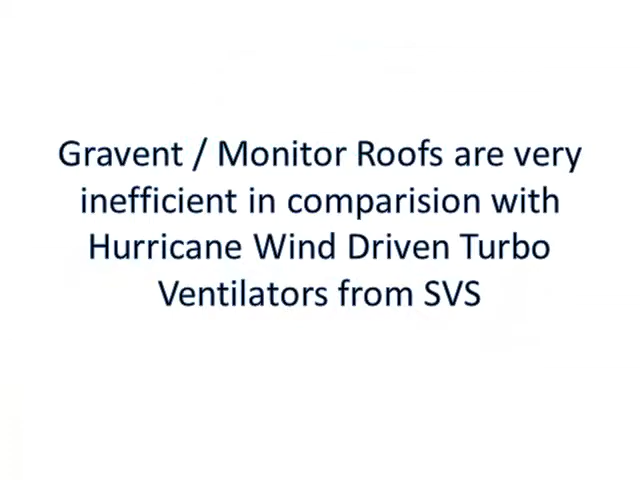 Gravent / Monitor Roofs are very
inefficient in comparision with
Hurricane Wind Driven Turbo
Ventilators from SVS